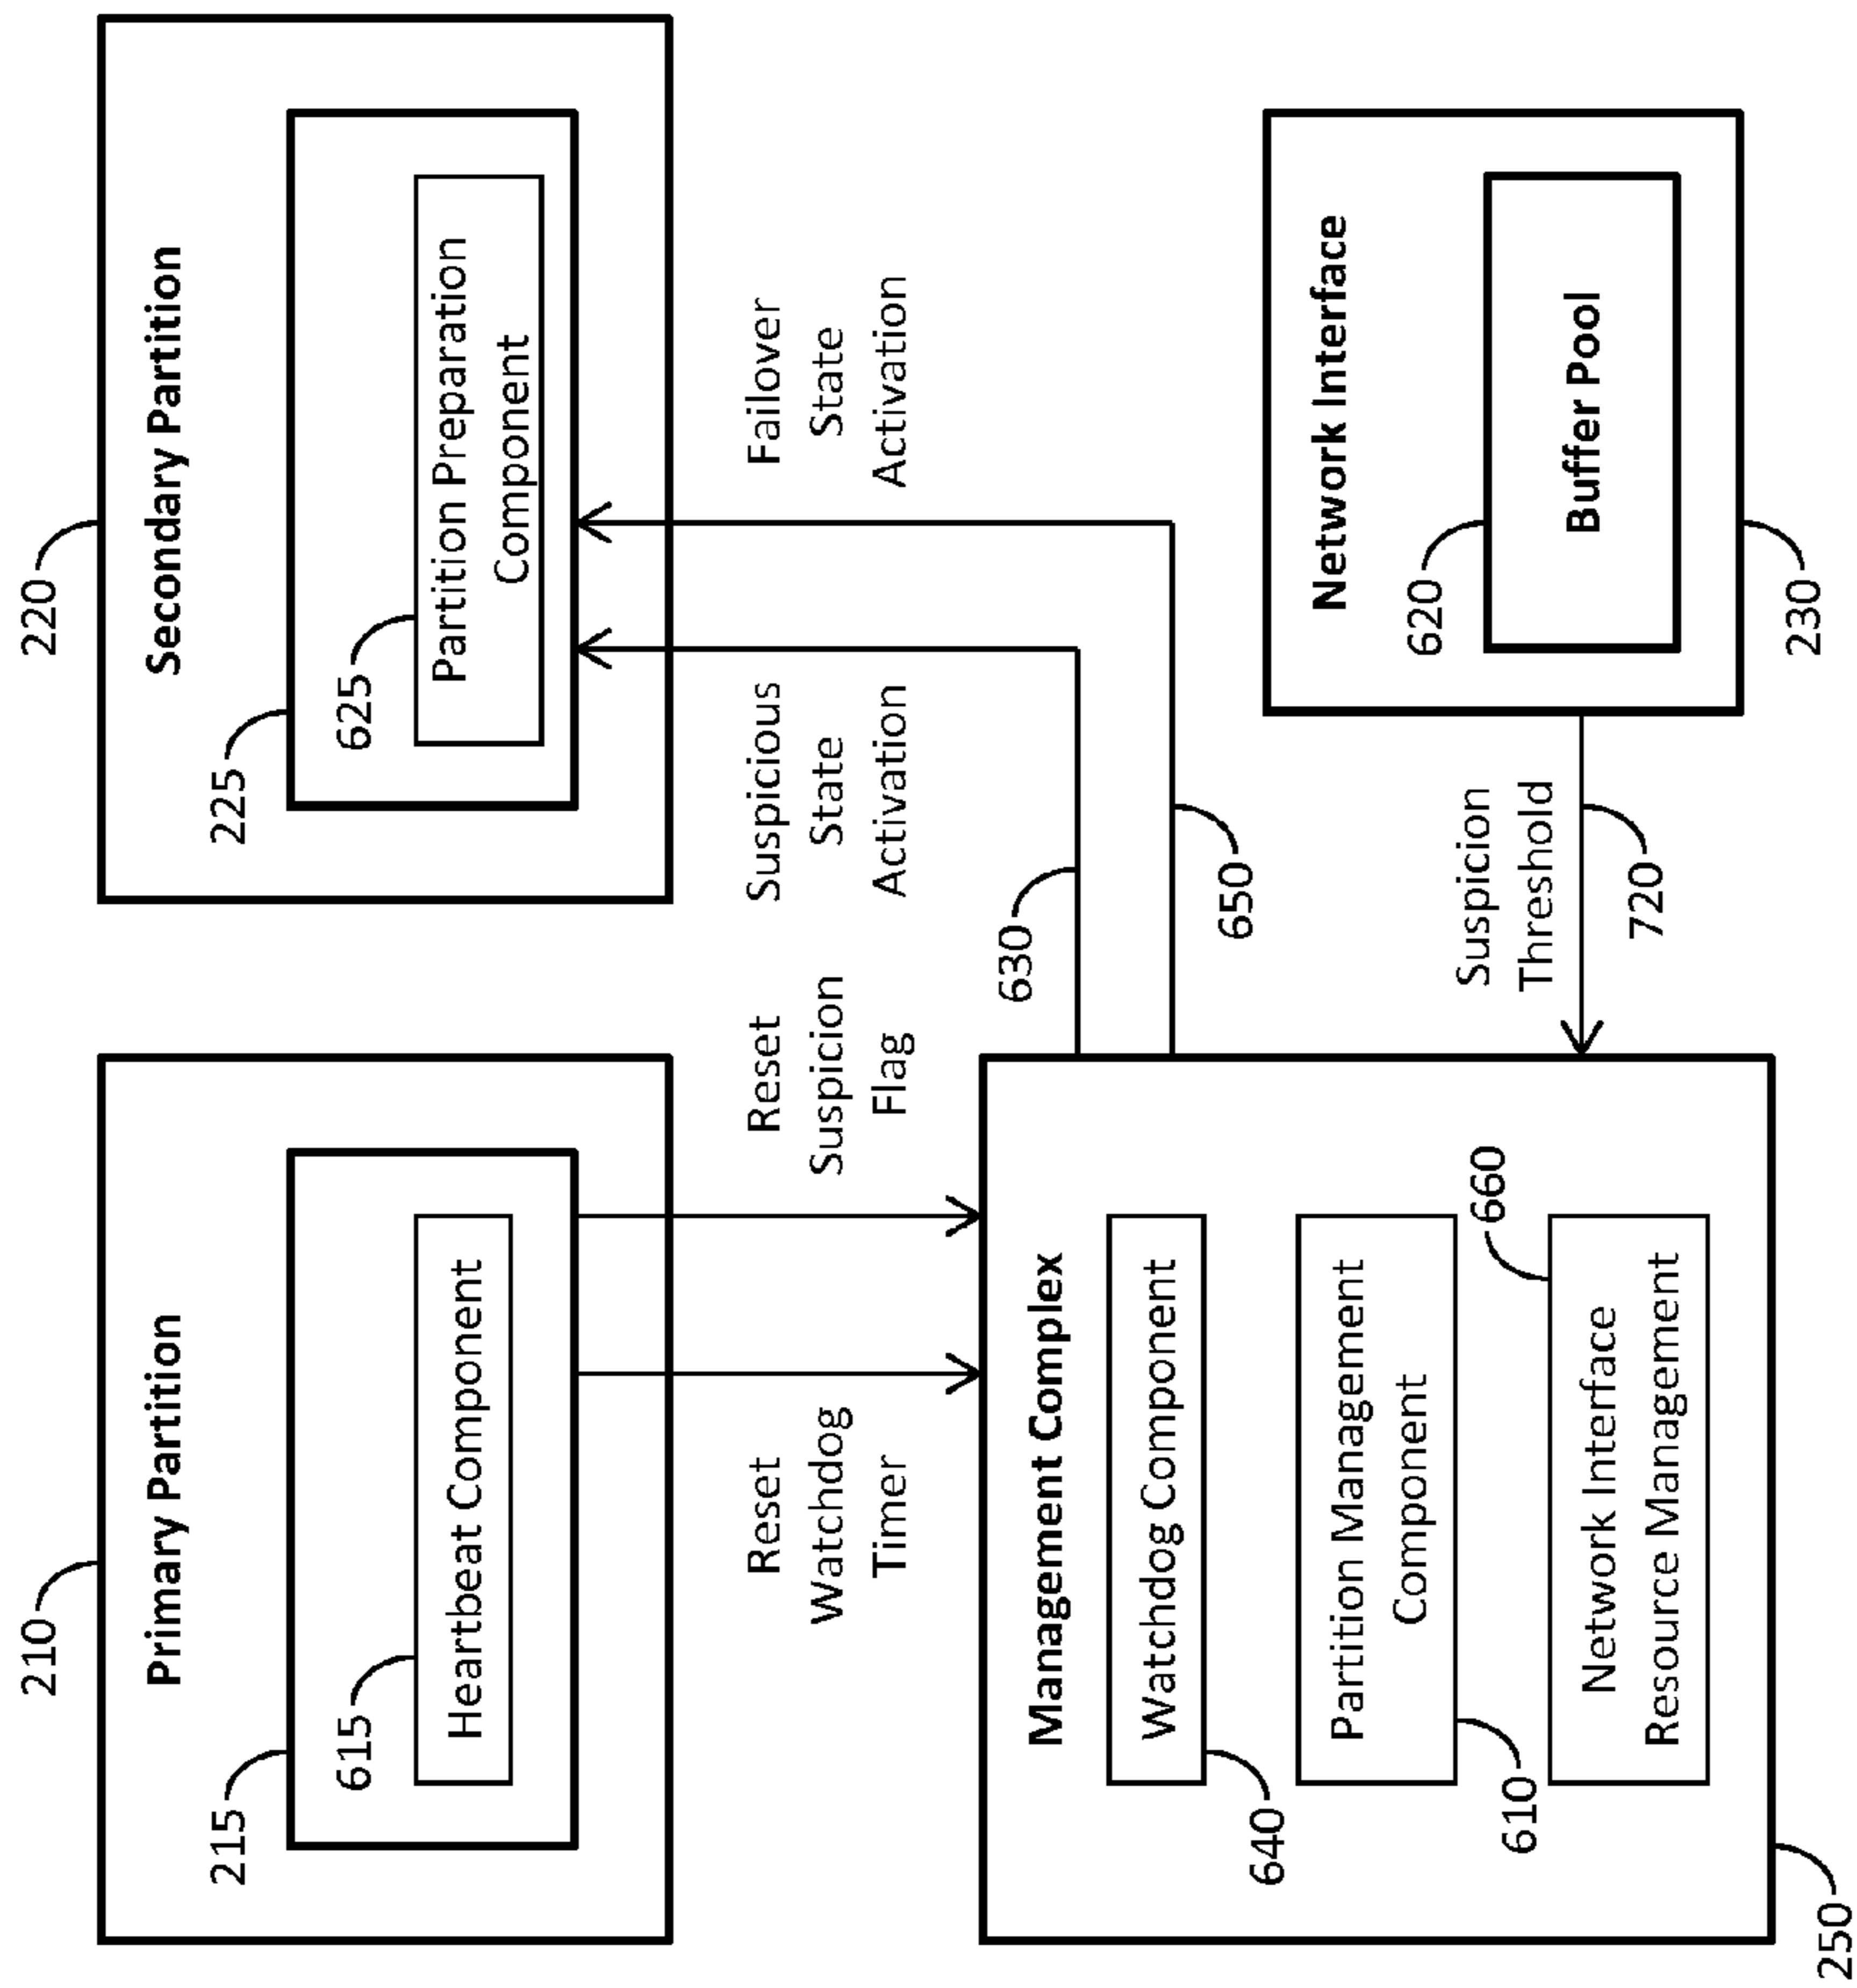 210
Primary Partition
215
615
Heartbeat Component
220
Secondary Partition
225
625
Partition Preparation
Component
Reset
Watchdog
Timer
Reset
Suspicion
Flag
Suspicious
State
Activation
Failover
State
Activation
630
650
Management Complex
Watchdog Component
640
Partition Management
Component
610
660
Network Interface
Resource Management
250
Suspicion
Threshold
720
Network Interface
620
Buffer Pool
230